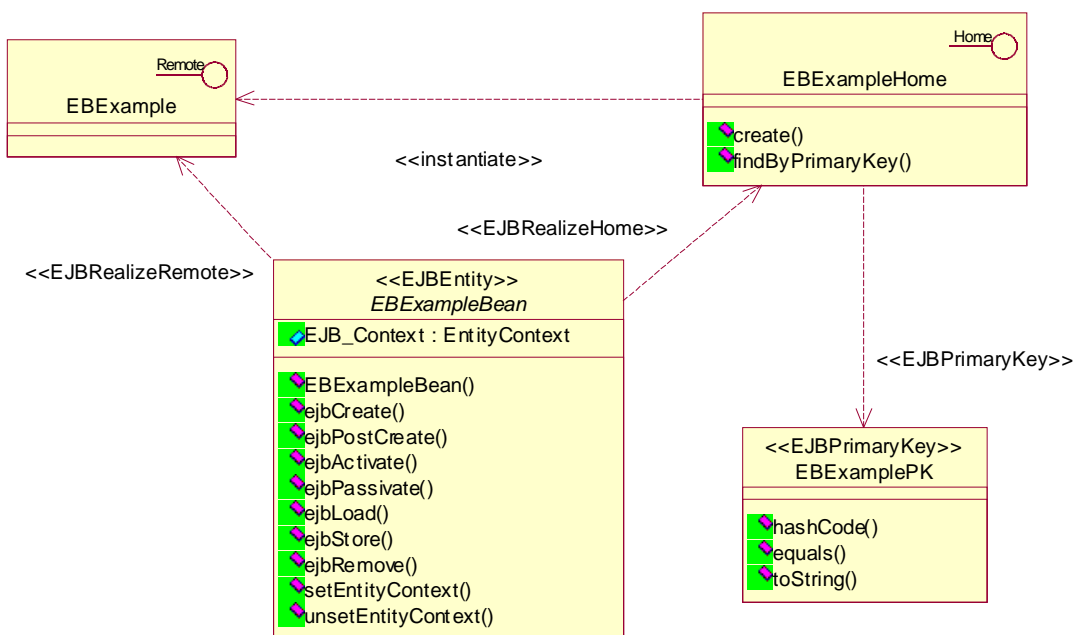 Remote
EBExample
Home
EBExampleHome
create()
findByPrimaryKey()
<<instantiate>>
<<EJBRealizeHome>>
<<EJBRealizeRemote>>
<<EJBEntity>>
EBExampleBean
EJB_Context : EntityContext
EBExampleBean()
ejbCreate()
ejbPostCreate()
ejbActivate()
ejbPassivate()
ejbLoad()
ejbStore()
ejbRemove()
setEntityContext()
unsetEntityContext()
<<EJBPrimaryKey>>
<<EJBPrimaryKey>>
EBExamplePK
hashCode()
equals()
toString()